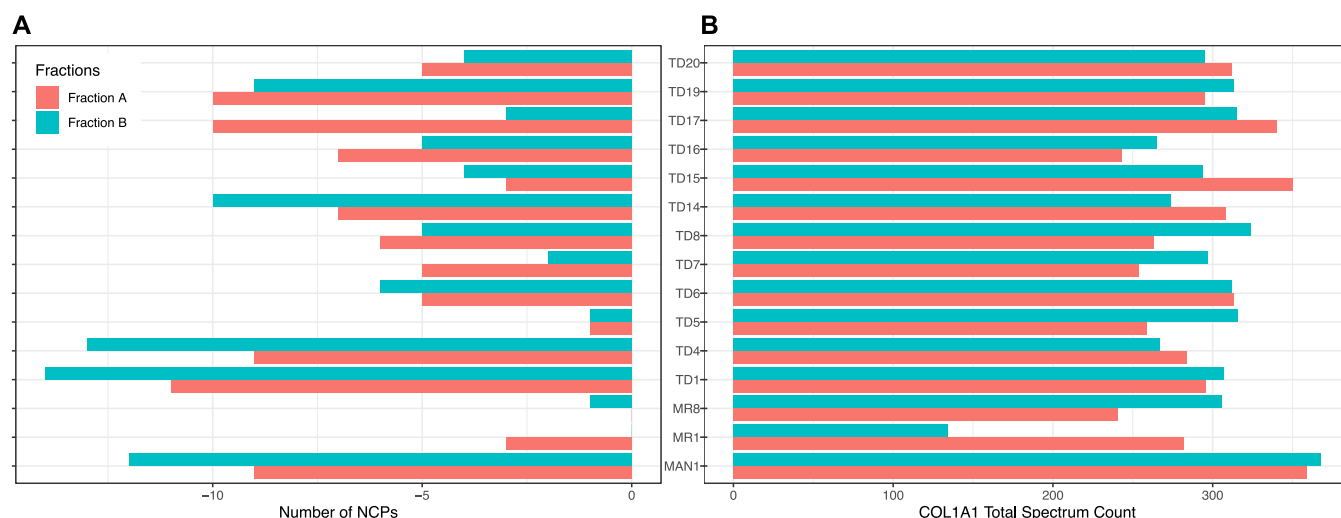 A
B
Fractions
Fraction A
Fraction B
TD20
TD19
TD17
TD16
TD15
TD14
TD8
TD7
TD6
TD5
TD4
TD1
MR8
MR1
MAN1
−10 −5 0
0 100 200 300
Number of NCPs
COL1A1 Total Spectrum Count